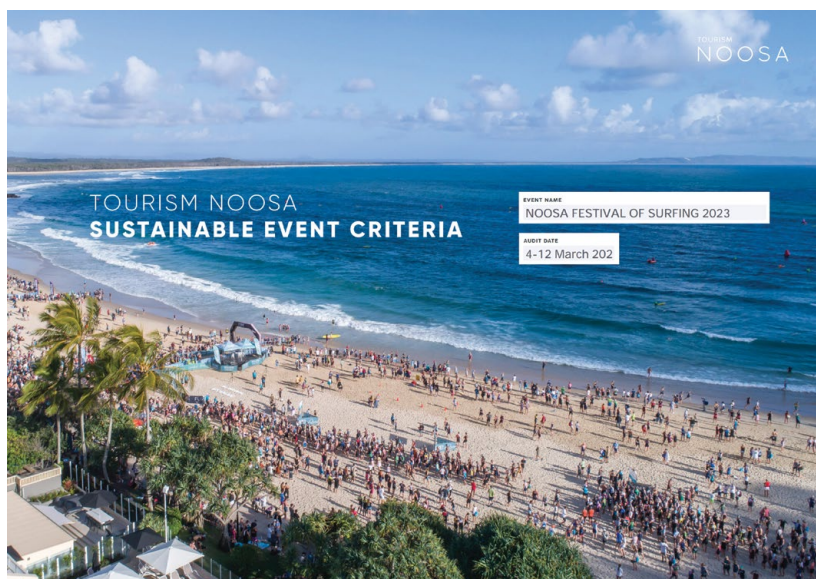 TOURISM
NOOSA
TOURISM NOOSA
SUSTAINABLE EVENT CRITERIA
EVENT NAME
NOOSA FESTIVAL OF SURFING 2023
AUDIT DATE
4-12 March 202